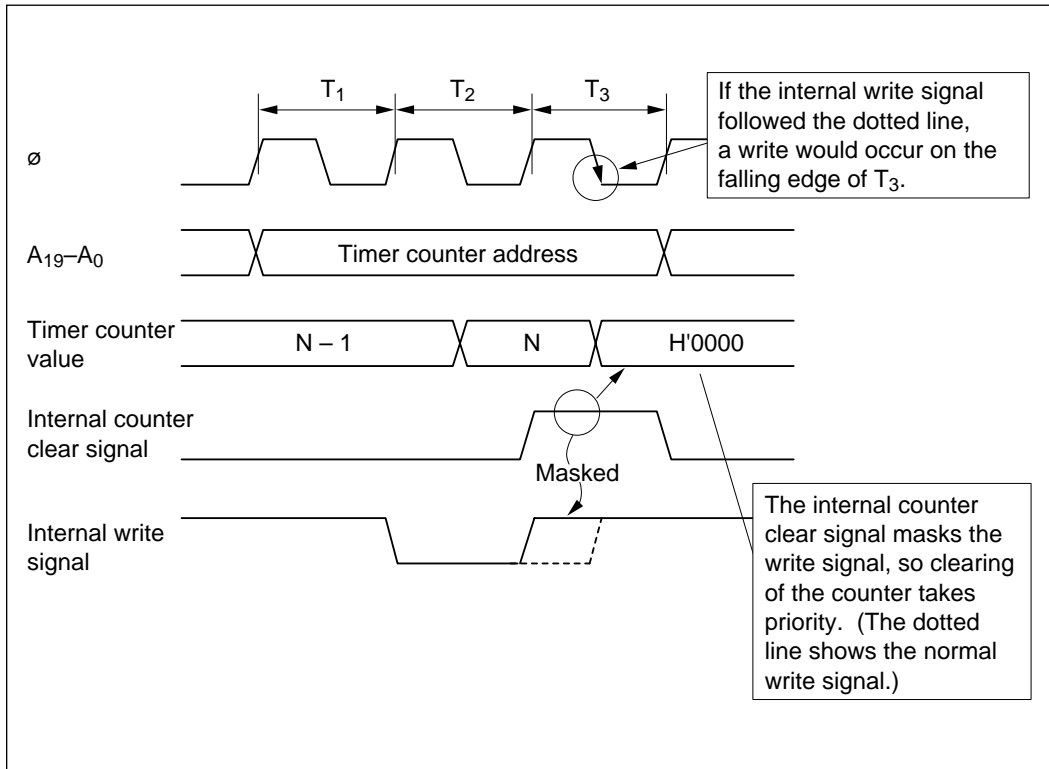 T1 T2 T3
If the internal write signal
followed the dotted line,
a write would occur on the
falling edge of T3.
ø
A19–A0
Timer counter address
Timer counter
value
N – 1 N H'0000
Internal counter
clear signal
Masked
Internal write
signal
The internal counter
clear signal masks the
write signal, so clearing
of the counter takes
priority. (The dotted
line shows the normal
write signal.)